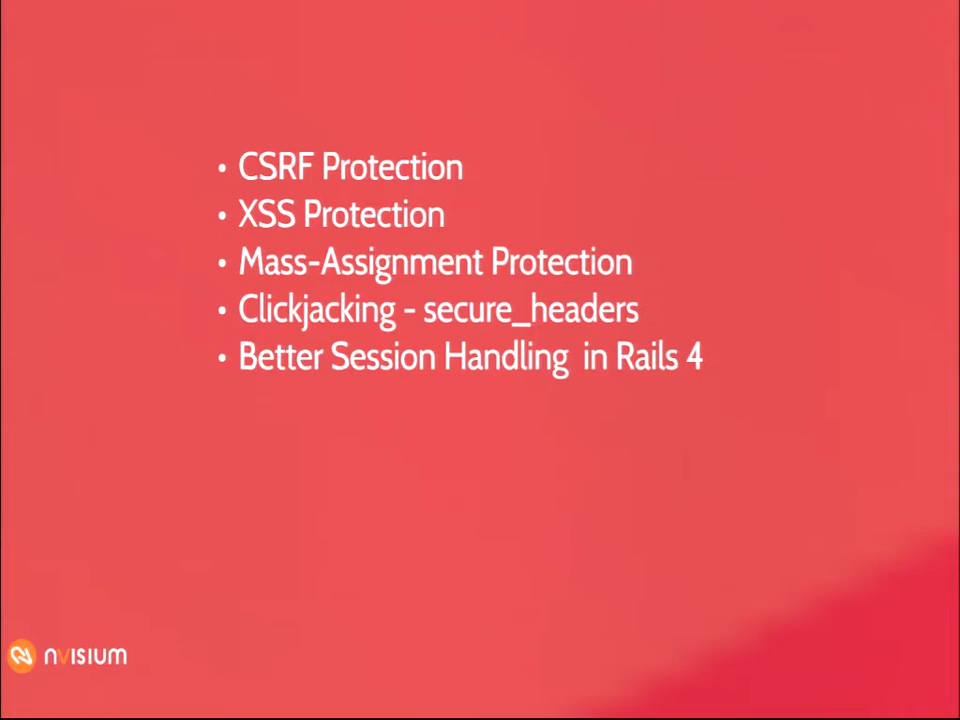 • CSRF Protection
• XSS Protection
• Mass-Assignment Protection
• Clickjacking - secure_headers
• Better Session Handling  in Rails 4
nVISIUM